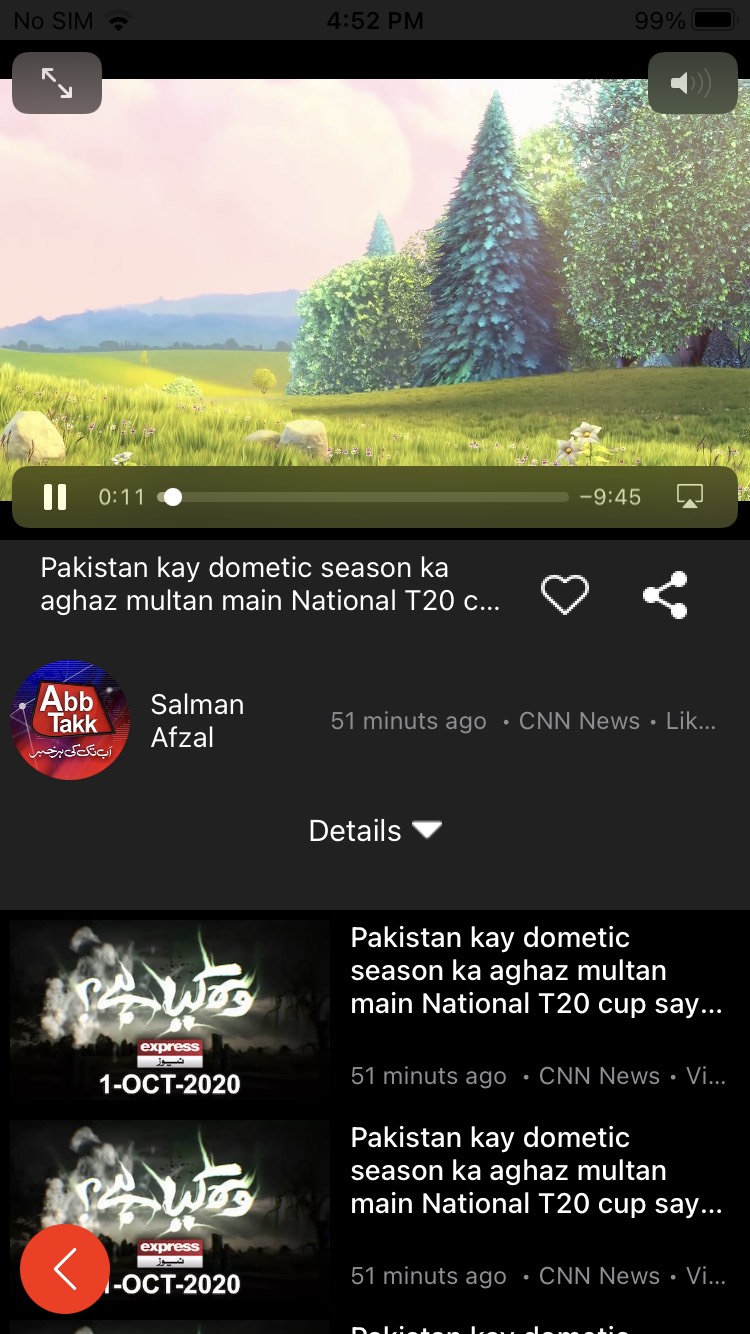 No SIM 4:52 PM 99%
0:11 −9:45
Pakistan kay dometic season ka
aghaz multan main National T20 c...
Abb
Takk
اب تک کی ہر خبر
Salman
Afzal
51 minuts ago • CNN News • Lik...
Details
Pakistan kay dometic
season ka aghaz multan
main National T20 cup say...
express
نیوز
1-OCT-2020
51 minuts ago • CNN News • Vi...
Pakistan kay dometic
season ka aghaz multan
main National T20 cup say...
express
نیوز
-OCT-2020
51 minuts ago • CNN News • Vi...